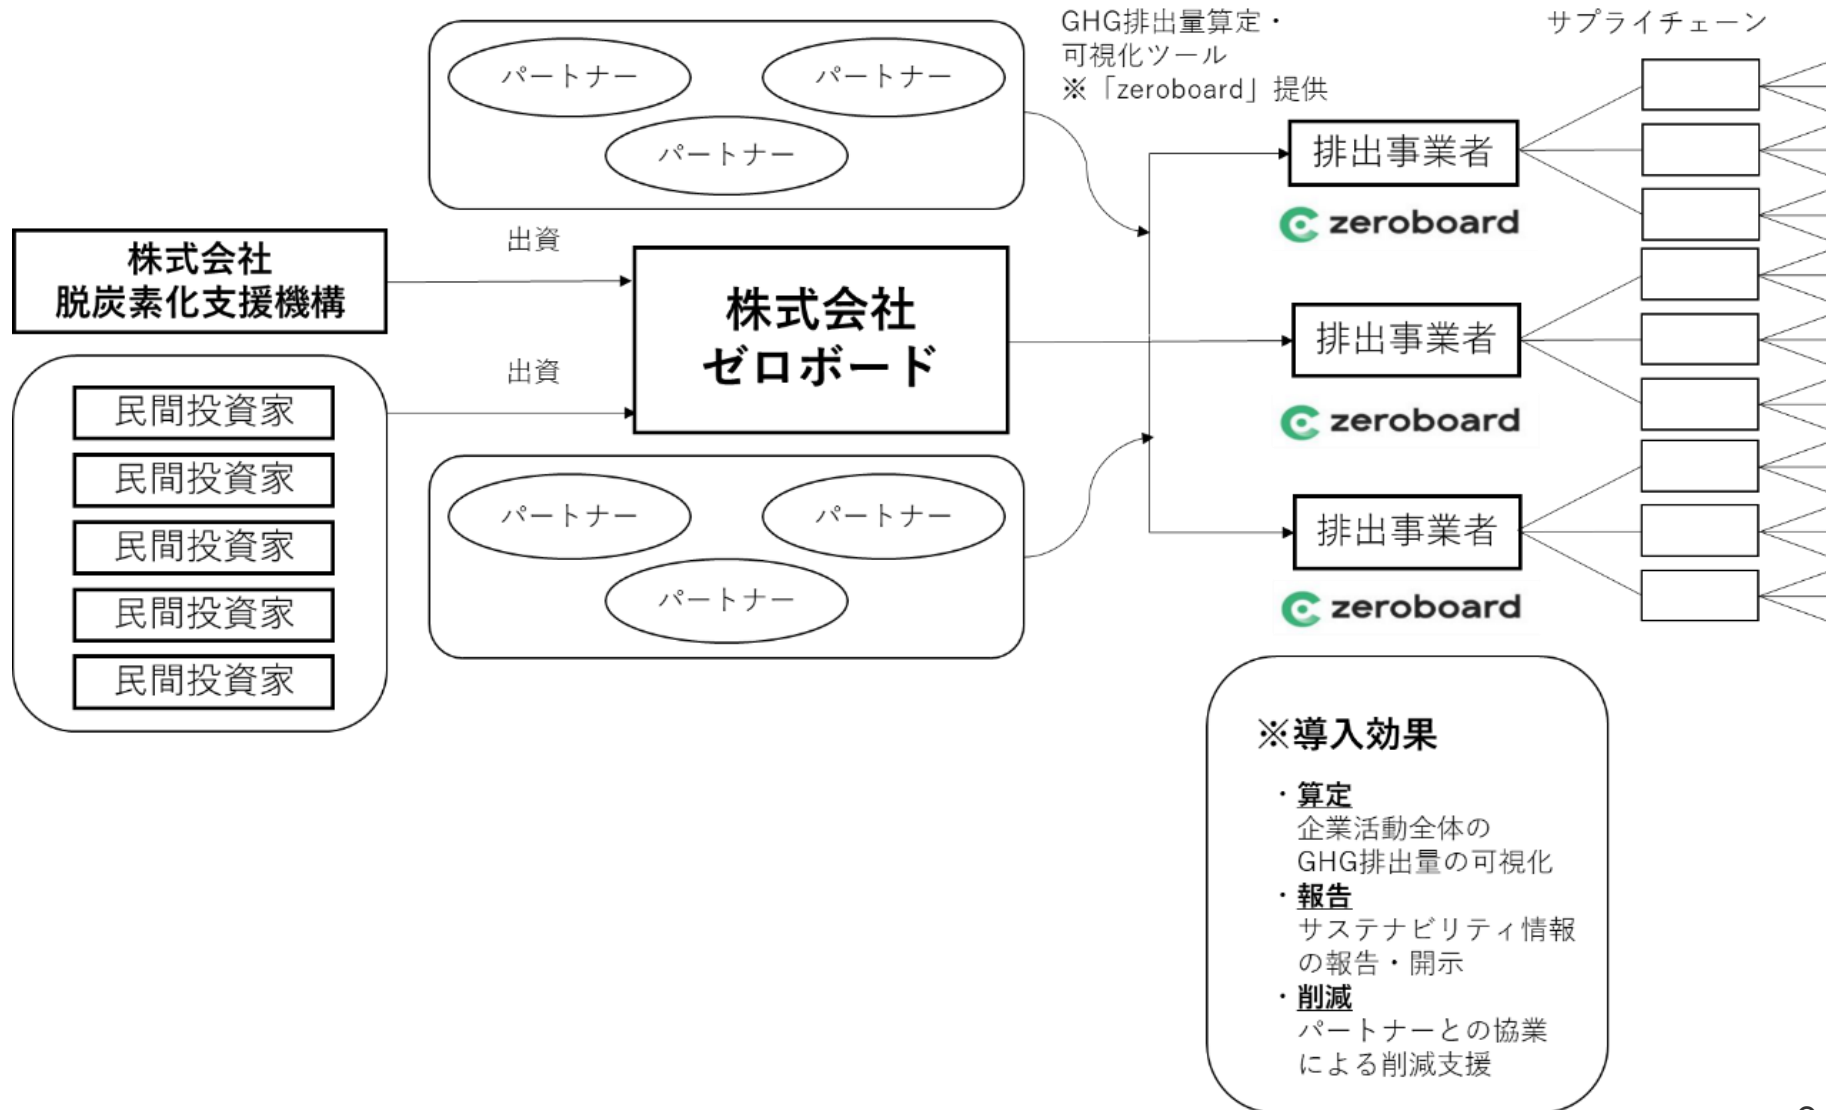 パートナー
パートナー
パートナー
GHG排出量算定・
可視化ツール
※「zeroboard」提供
サプライチェーン
排出事業者
zeroboard
株式会社
脱炭素化支援機構
出資
株式会社
ゼロボード
排出事業者
zeroboard
出資
民間投資家
民間投資家
民間投資家
民間投資家
民間投資家
パートナー
パートナー
パートナー
排出事業者
zeroboard
※導入効果
・算定
企業活動全体の
GHG排出量の可視化
・報告
サステナビリティ情報
の報告・開示
・削減
パートナーとの協業
による削減支援